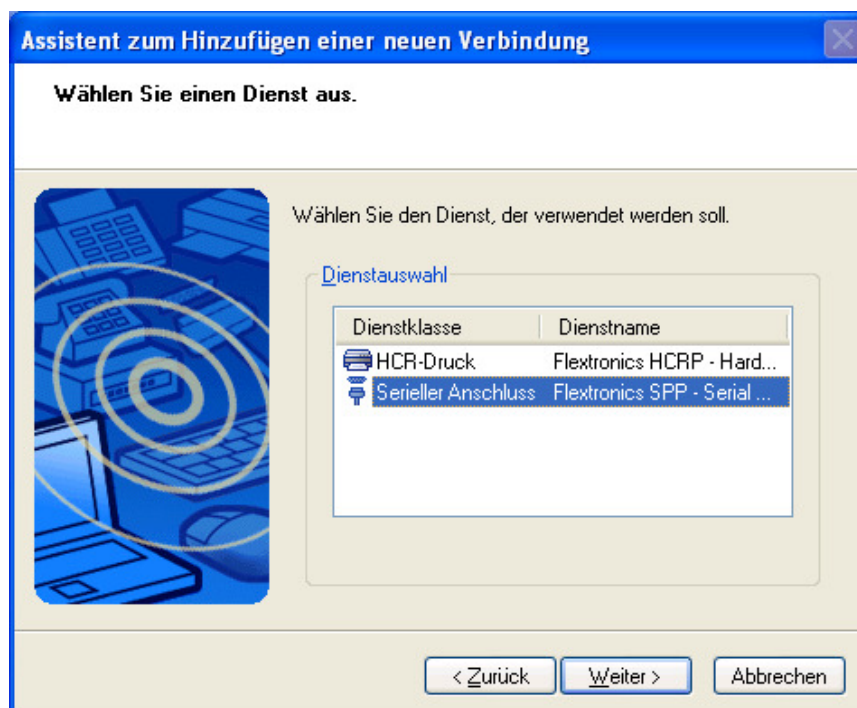 Assistent zum Hinzufügen einer neuen Verbindung
Wählen Sie einen Dienst aus.
Wählen Sie den Dienst, der verwendet werden soll.
Dienstauswahl
Dienstklasse Dienstname
HCR-Druck Flextronics HCRP - Hard...
Serieller Anschluss Flextronics SPP - Serial ...
< Zurück Weiter > Abbrechen